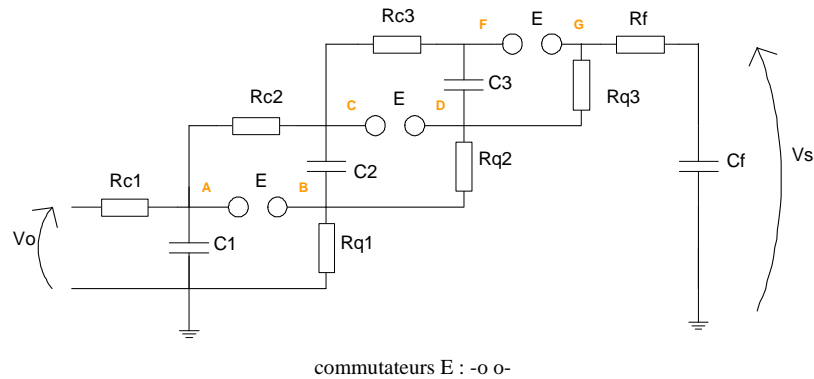 Rc3 F E G Rf
C3
Rc2 C E D Rq3
Rq2 Cf Vs
Rc1 A E B C2
Vo C1 Rq1
commutateurs E : -o o-